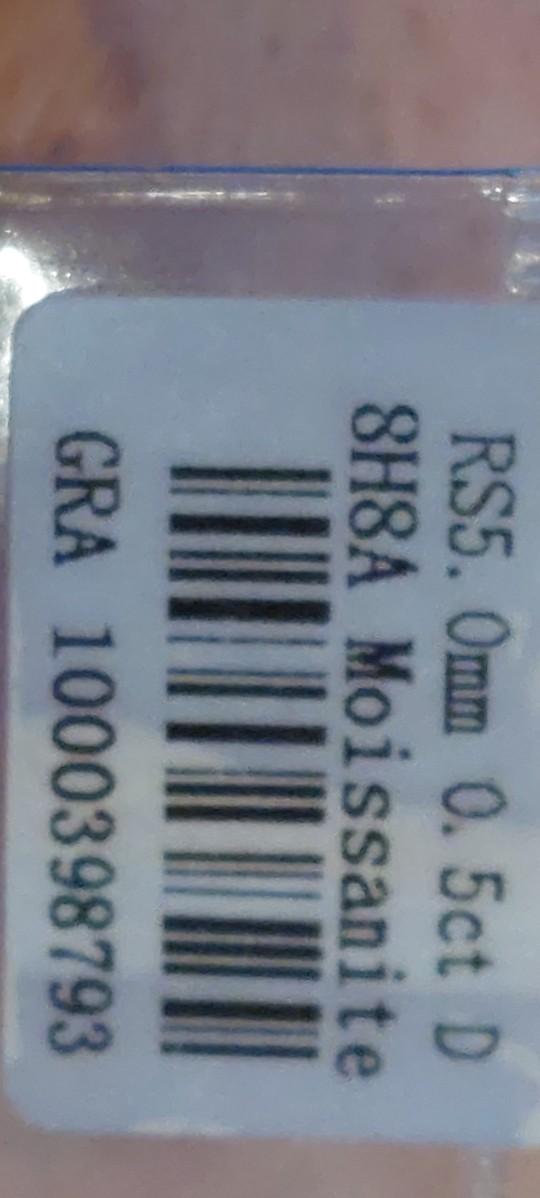 RS5.0mm 0.5ct D
8H8A Moissanite
GRA 1000398793